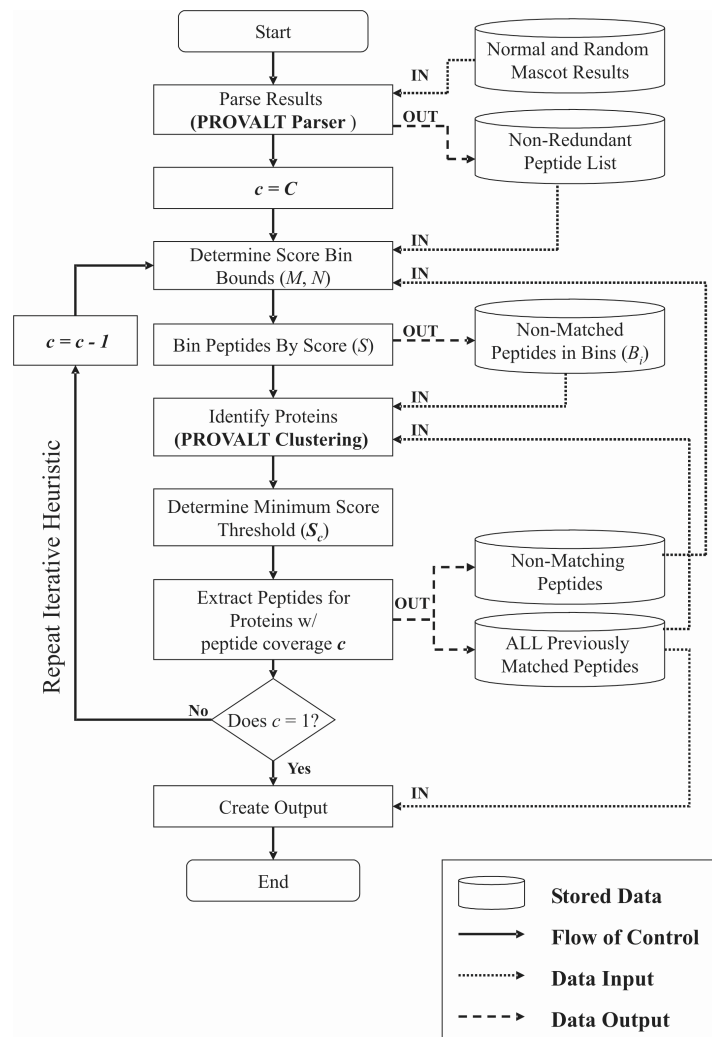 Start
Normal and Random
Mascot Results
IN
Parse Results
(PROVALT Parser )
OUT
Non-Redundant
Peptide List
c = C
IN
Determine Score Bin
Bounds (M, N)
IN
c = c - 1
Bin Peptides By Score (S)
OUT
Non-Matched
Peptides in Bins (Bi)
IN
Identify Proteins
(PROVALT Clustering)
IN
Repeat Iterative Heuristic
Determine Minimum Score
Threshold (Sc)
Non-Matching
Peptides
Extract Peptides for
Proteins w/
peptide coverage c
OUT
ALL Previously
Matched Peptides
No
Does c = 1?
Yes
Create Output
IN
End
Stored Data
Flow of Control
Data Input
Data Output